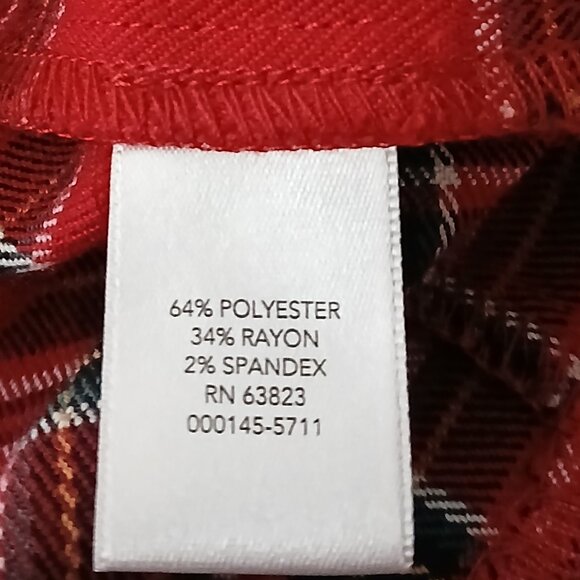 64% POLYESTER
34% RAYON
2% SPANDEX
RN 63823
000145-5711